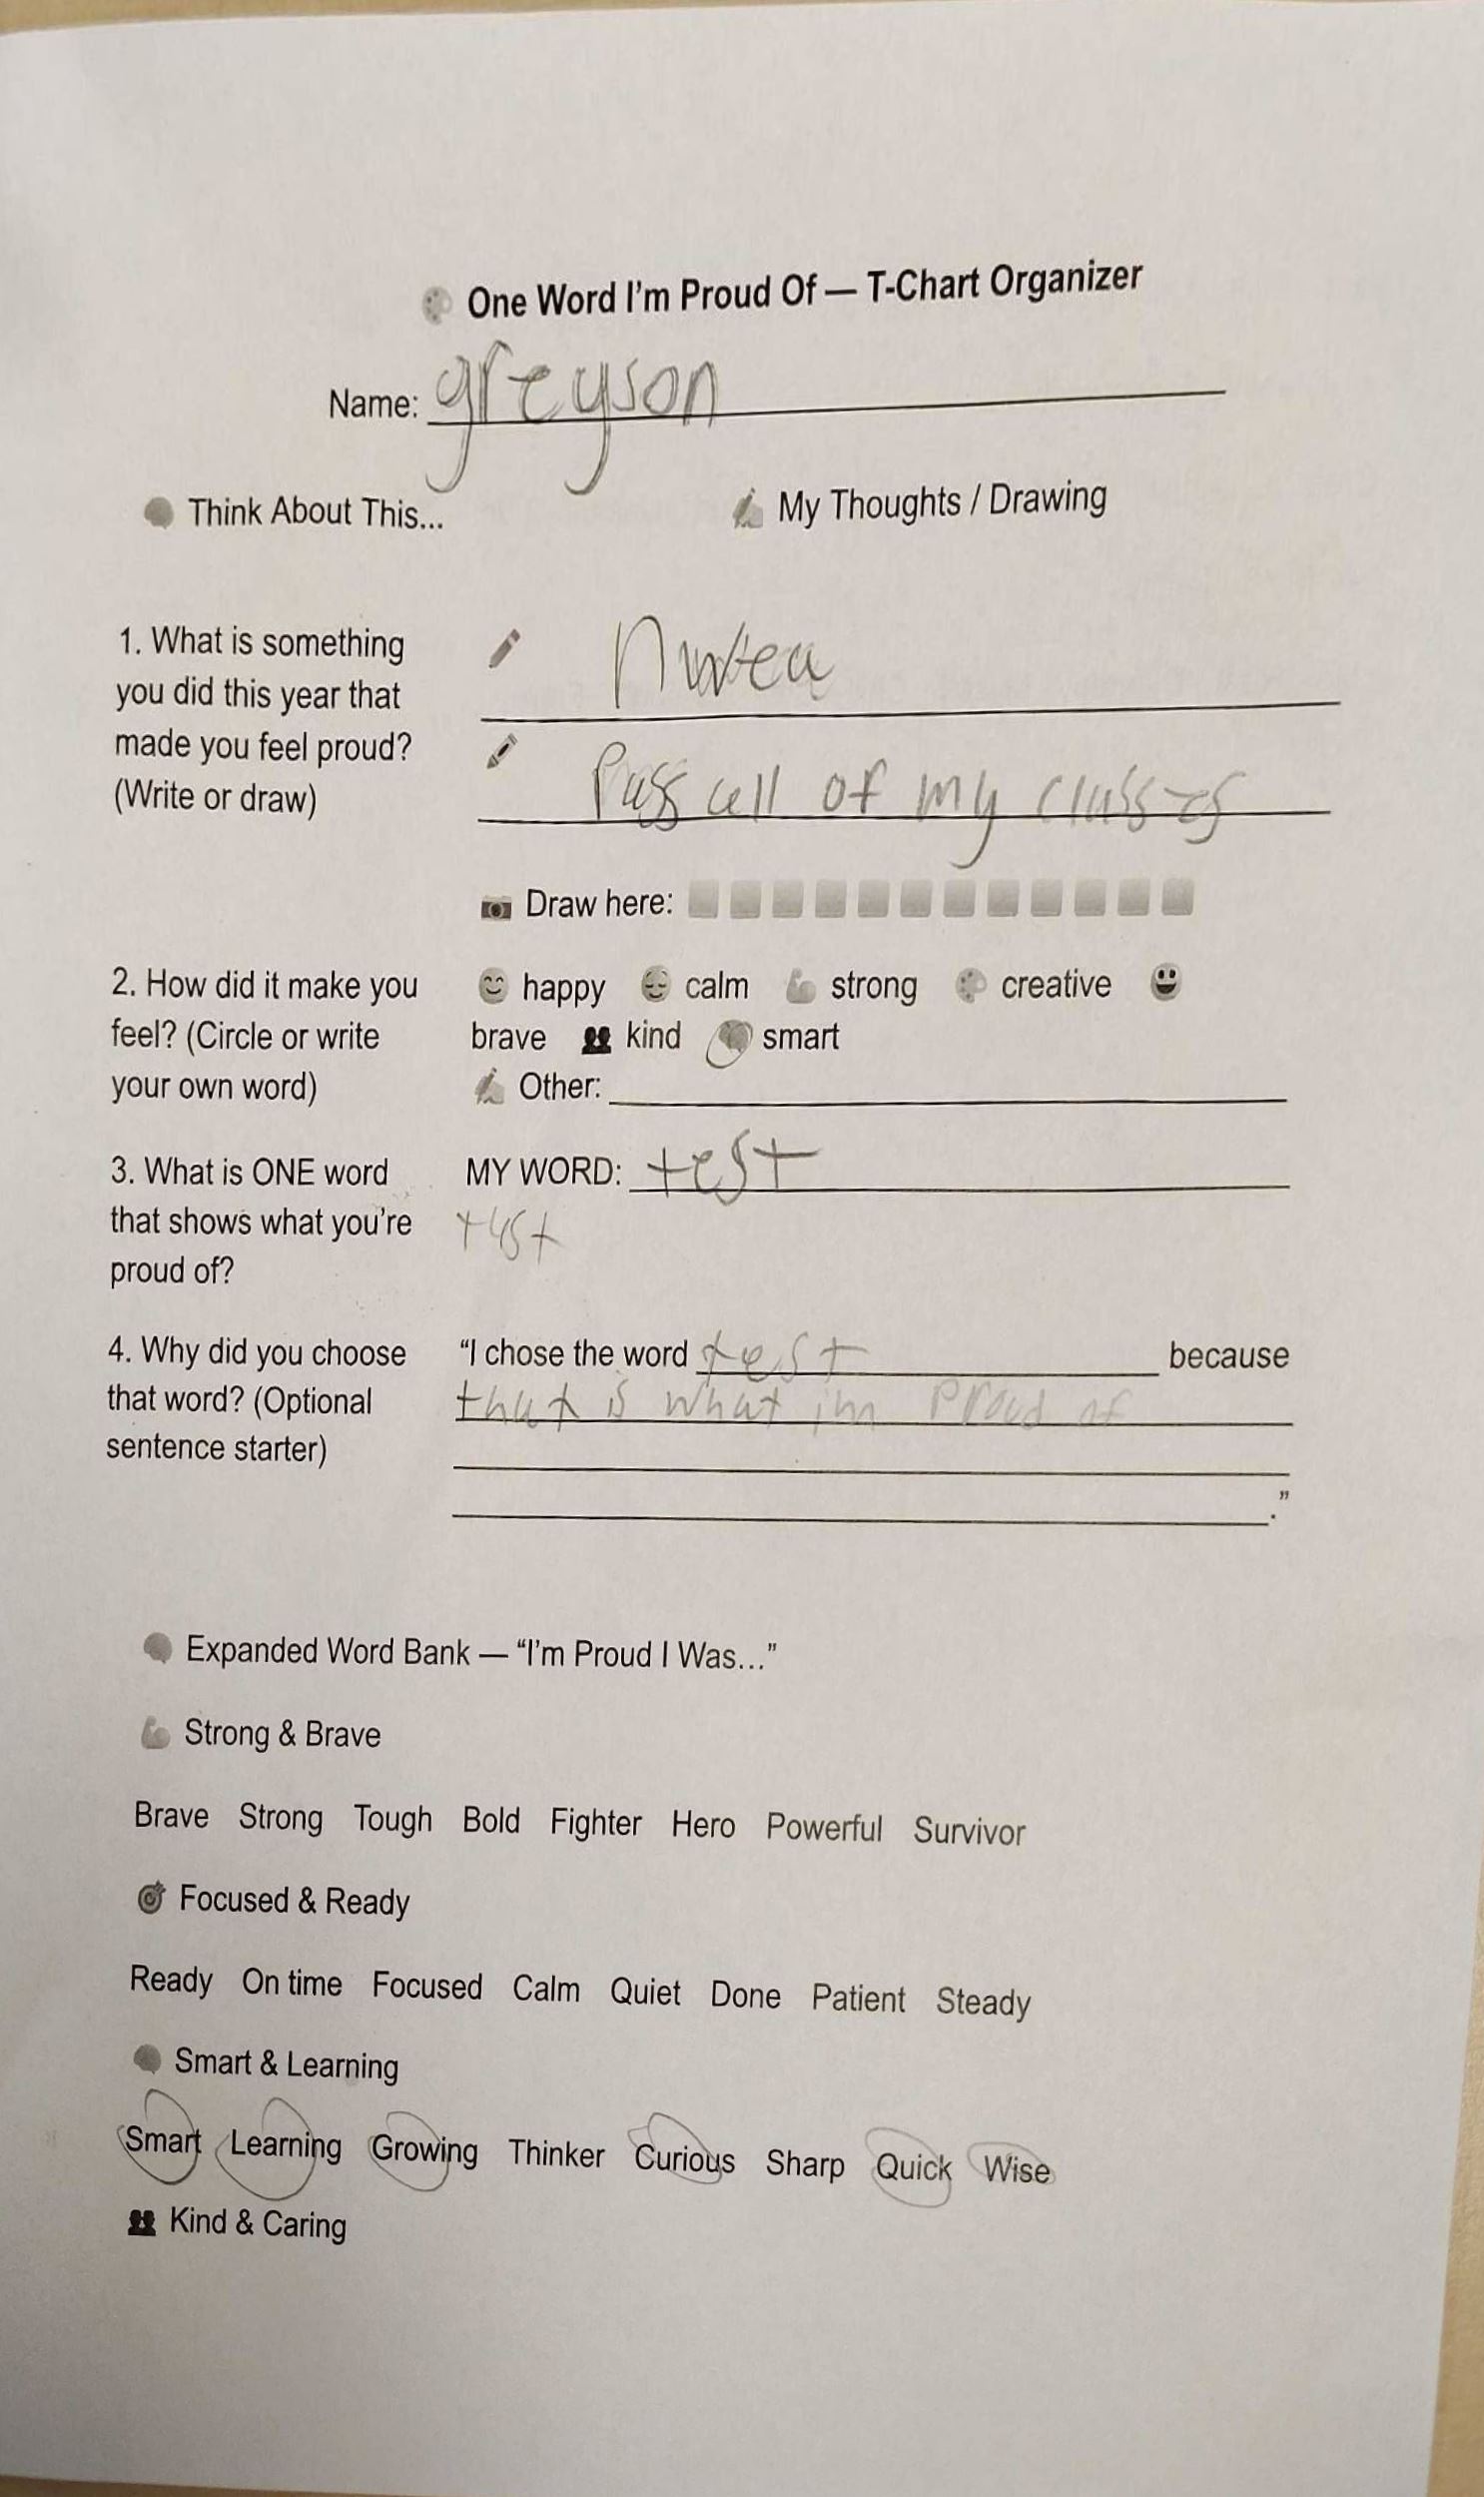 One Word I'm Proud Of — T-Chart Organizer
Name: greyson
Think About This...
My Thoughts / Drawing
1. What is something
you did this year that
made you feel proud?
(Write or draw)
Pass all of my classes
Draw here:
2. How did it make you
feel? (Circle or write
your own word)
happy calm strong creative
brave kind smart
Other:
3. What is ONE word
that shows what you're
proud of?
MY WORD: test
4. Why did you choose
that word? (Optional
sentence starter)
"I chose the word test because
that is what im Proud of
."
Expanded Word Bank — "I'm Proud I Was..."
Strong & Brave
Brave Strong Tough Bold Fighter Hero Powerful Survivor
Focused & Ready
Ready On time Focused Calm Quiet Done Patient Steady
Smart & Learning
Smart Learning Growing Thinker Curious Sharp Quick Wise
Kind & Caring